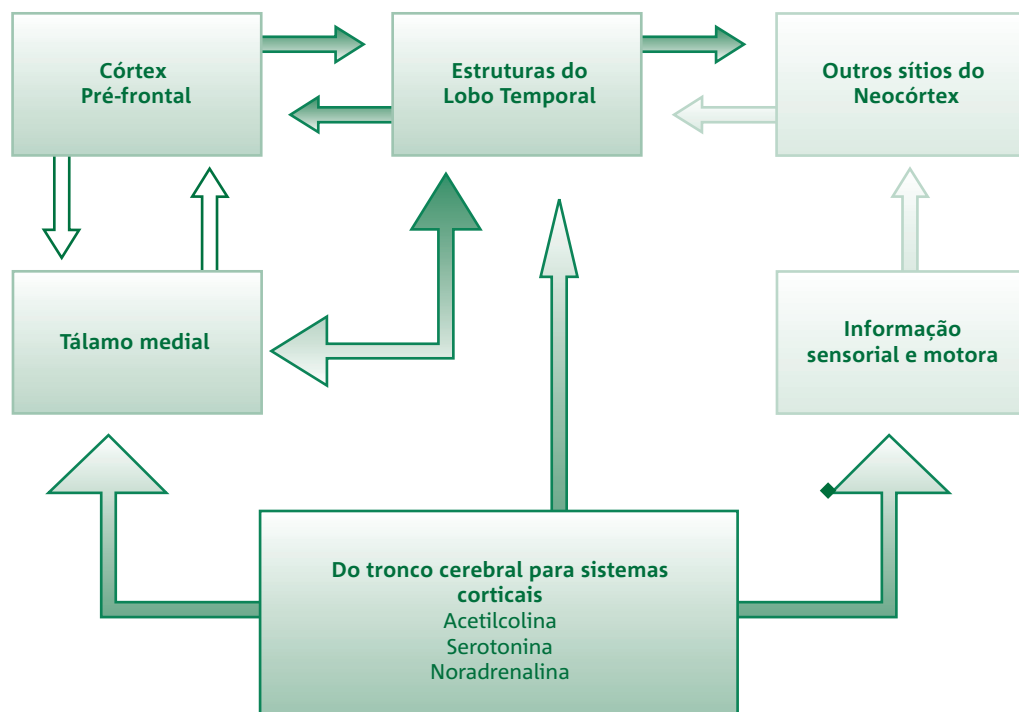 Córtex
Pré-frontal
Estruturas do
Lobo Temporal
Outros sítios do
Neocórtex
Tálamo medial
Informação
sensorial e motora
Do tronco cerebral para sistemas
corticais
Acetilcolina
Serotonina
Noradrenalina